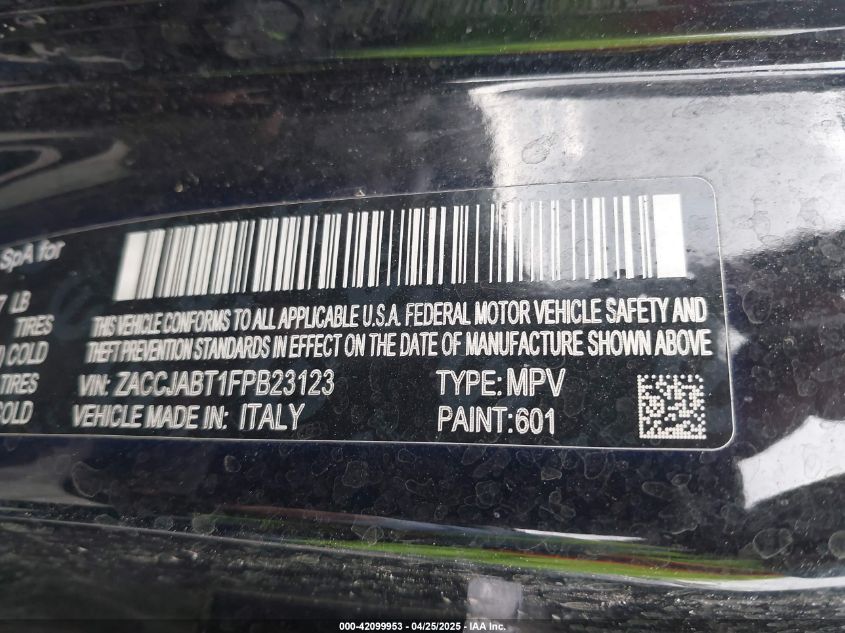 SpA for
7 LB
TIRES
COLD
TIRES
COLD
THIS VEHICLE CONFORMS TO ALL APPLICABLE U.S.A. FEDERAL MOTOR VEHICLE SAFETY AND
THEFT PREVENTION STANDARDS IN EFFECT ON THE DATE OF MANUFACTURE SHOWN ABOVE
VIN: ZACCJABT1FPB23123 TYPE: MPV
VEHICLE MADE IN: ITALY PAINT:601
000-42099953 - 04/25/2025 - IAA Inc.